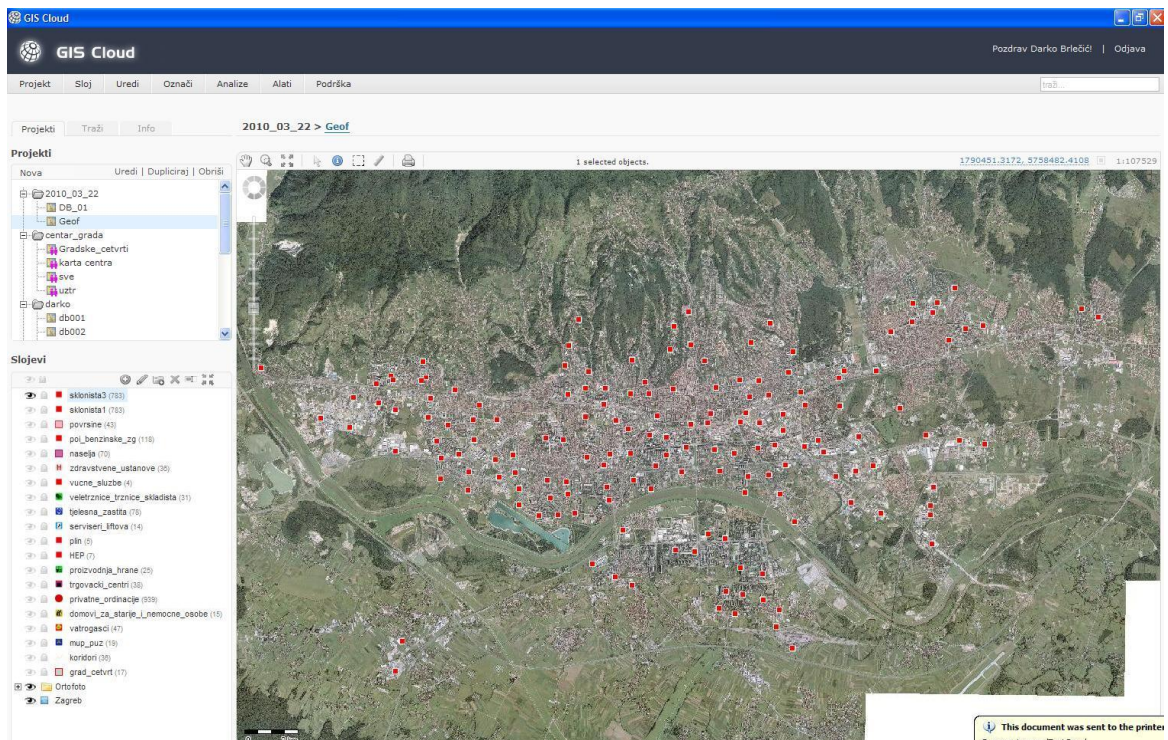 GIS Cloud
GIS Cloud
Pozdrav Darko Brlečić! | Odjava
Projekt Sloj Uredi Označi Analize Alati Podrška
traži...
Projekti Traži Info
2010_03_22 > Geof
Projekti
Nova Uredi | Dupliciraj | Obriši
1 selected objects.
1790451.3172, 5758482.4108
1:107529
2010_03_22
DB_01
Geof
centar_grada
Gradske_cetvrti
karta centra
sve
uztr
darko
db001
db002
Slojevi
sklonista3 (783)
sklonista1 (783)
povrsine (43)
poi_benzinske_zg (118)
naselja (70)
zdravstvene_ustanove (36)
vucne_sluzbe (4)
veletrznice_trznice_skladista (31)
tjelesna_zastita (78)
serviseri_liftova (14)
plin (5)
HEP (7)
proizvodnja_hrane (25)
trgovacki_centri (38)
privatne_ordinacije (939)
domovi_za_starije_i_nemocne_osobe (15)
vatrogasci (47)
mup_puz (19)
koridori (38)
grad_cetvrt (17)
Ortofoto
Zagreb
This document was sent to the printer